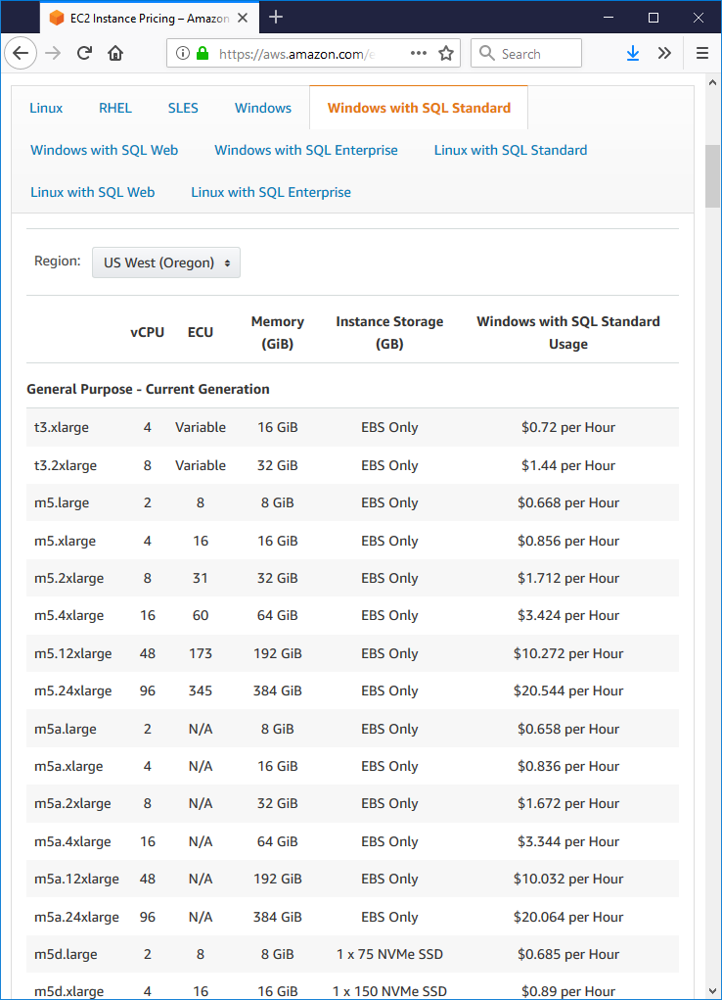 EC2 Instance Pricing – Amazon
https://aws.amazon.com/e
Search
Linux RHEL SLES Windows Windows with SQL Standard
Windows with SQL Web Windows with SQL Enterprise Linux with SQL Standard
Linux with SQL Web Linux with SQL Enterprise
Region: US West (Oregon)
vCPU ECU Memory (GiB) Instance Storage (GB) Windows with SQL Standard Usage
General Purpose - Current Generation
t3.xlarge 4 Variable 16 GiB EBS Only $0.72 per Hour
t3.2xlarge 8 Variable 32 GiB EBS Only $1.44 per Hour
m5.large 2 8 8 GiB EBS Only $0.668 per Hour
m5.xlarge 4 16 16 GiB EBS Only $0.856 per Hour
m5.2xlarge 8 31 32 GiB EBS Only $1.712 per Hour
m5.4xlarge 16 60 64 GiB EBS Only $3.424 per Hour
m5.12xlarge 48 173 192 GiB EBS Only $10.272 per Hour
m5.24xlarge 96 345 384 GiB EBS Only $20.544 per Hour
m5a.large 2 N/A 8 GiB EBS Only $0.658 per Hour
m5a.xlarge 4 N/A 16 GiB EBS Only $0.836 per Hour
m5a.2xlarge 8 N/A 32 GiB EBS Only $1.672 per Hour
m5a.4xlarge 16 N/A 64 GiB EBS Only $3.344 per Hour
m5a.12xlarge 48 N/A 192 GiB EBS Only $10.032 per Hour
m5a.24xlarge 96 N/A 384 GiB EBS Only $20.064 per Hour
m5d.large 2 8 8 GiB 1 x 75 NVMe SSD $0.685 per Hour
m5d.xlarge 4 16 16 GiB 1 x 150 NVMe SSD $0.89 per Hour